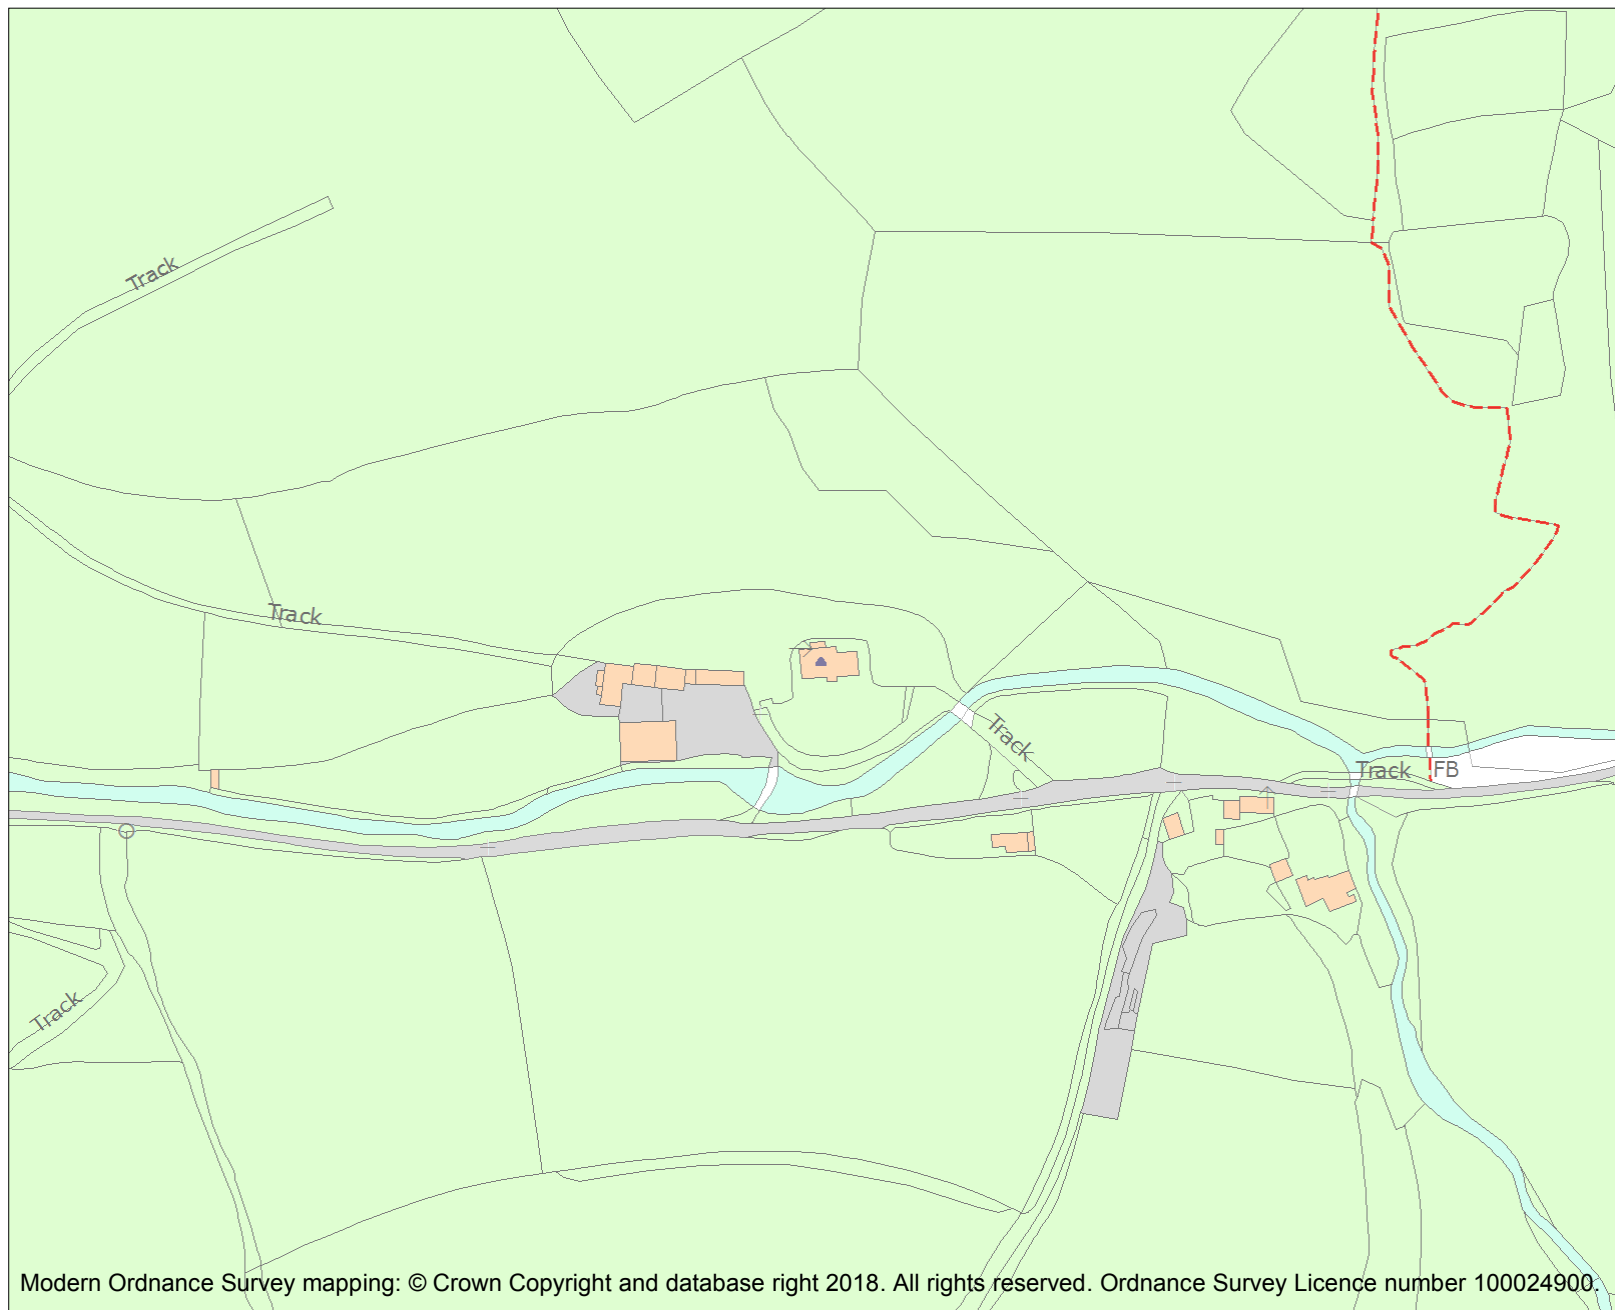 Track
Track
Track
Track
FB
Track
Modern Ordnance Survey mapping: © Crown Copyright and database right 2018. All rights reserved. Ordnance Survey Licence number 100024900.